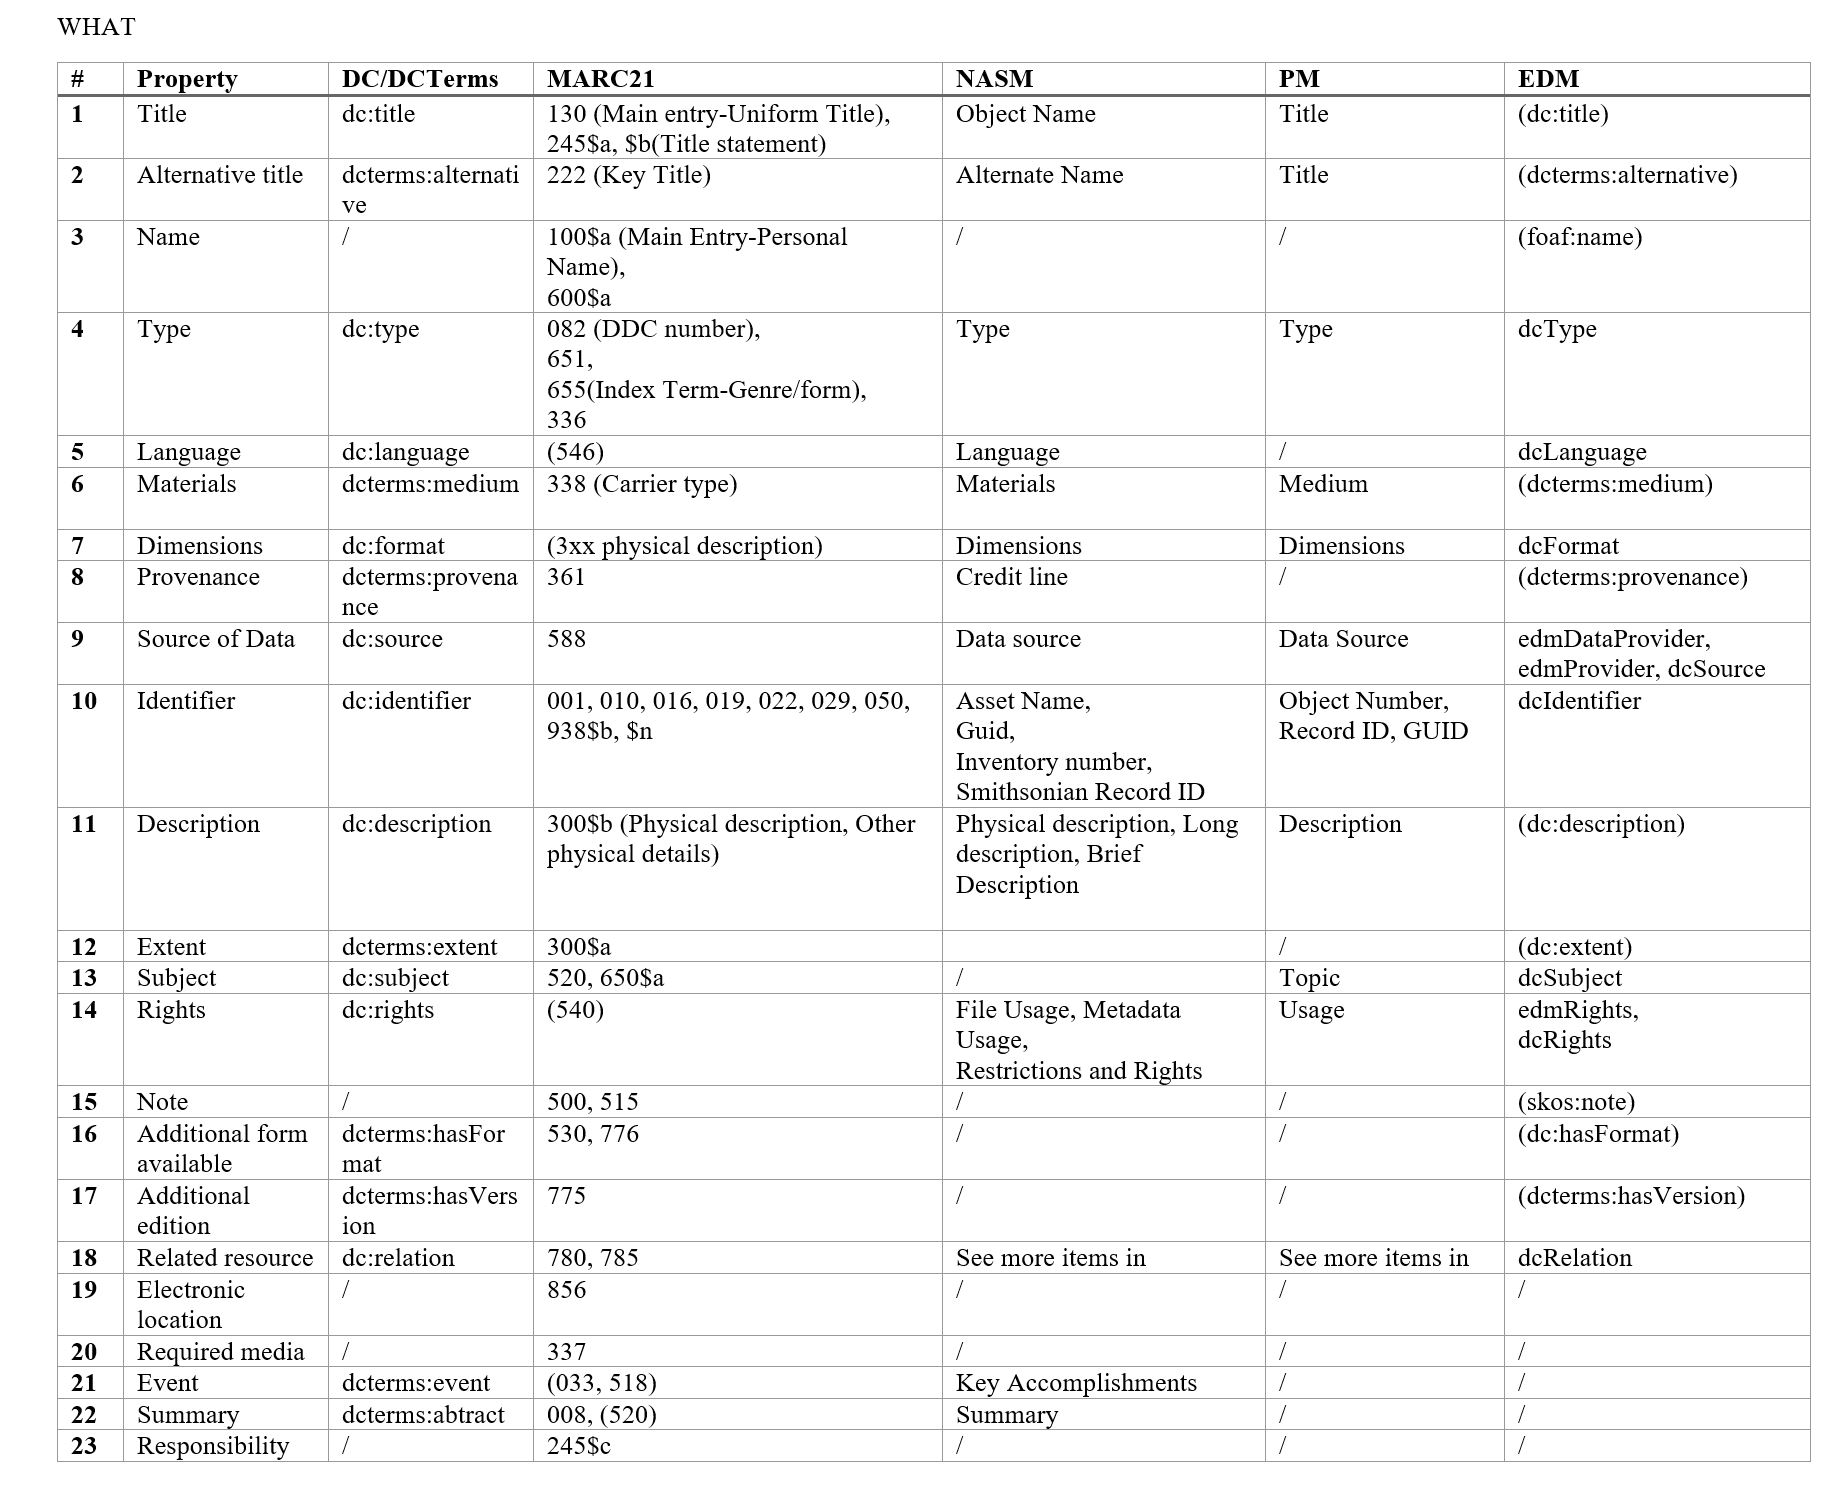 WHAT
# Property DC/DCTerms MARC21 NASM PM EDM
1 Title dc:title 130 (Main entry-Uniform Title), Object Name Title (dc:title)
245$a, $b(Title statement)
2 Alternative title dcterms:alternati 222 (Key Title) Alternate Name Title (dcterms:alternative)
ve
3 Name / 100$a (Main Entry-Personal / / (foaf:name)
Name),
600$a
4 Type dc:type 082 (DDC number), Type Type dcType
651,
655(Index Term-Genre/form),
336
5 Language dc:language (546) Language / dcLanguage
6 Materials dcterms:medium 338 (Carrier type) Materials Medium (dcterms:medium)
7 Dimensions dc:format (3xx physical description) Dimensions Dimensions dcFormat
8 Provenance dcterms:provena 361 Credit line / (dcterms:provenance)
nce
9 Source of Data dc:source 588 Data source Data Source edmDataProvider,
edmProvider, dcSource
10 Identifier dc:identifier 001, 010, 016, 019, 022, 029, 050, Asset Name, Object Number, dcIdentifier
938$b, $n Guid, Record ID, GUID
Inventory number,
Smithsonian Record ID
11 Description dc:description 300$b (Physical description, Other Physical description, Long Description (dc:description)
physical details) description, Brief
Description
12 Extent dcterms:extent 300$a / (dc:extent)
13 Subject dc:subject 520, 650$a / Topic dcSubject
14 Rights dc:rights (540) File Usage, Metadata Usage edmRights,
Usage, dcRights
Restrictions and Rights
15 Note / 500, 515 / / (skos:note)
16 Additional form dcterms:hasFor 530, 776 / / (dc:hasFormat)
available mat
17 Additional dcterms:hasVers 775 / / (dcterms:hasVersion)
edition ion
18 Related resource dc:relation 780, 785 See more items in See more items in dcRelation
19 Electronic / 856 / / /
location
20 Required media / 337 / / /
21 Event dcterms:event (033, 518) Key Accomplishments / /
22 Summary dcterms:abtract 008, (520) Summary / /
23 Responsibility / 245$c / / /